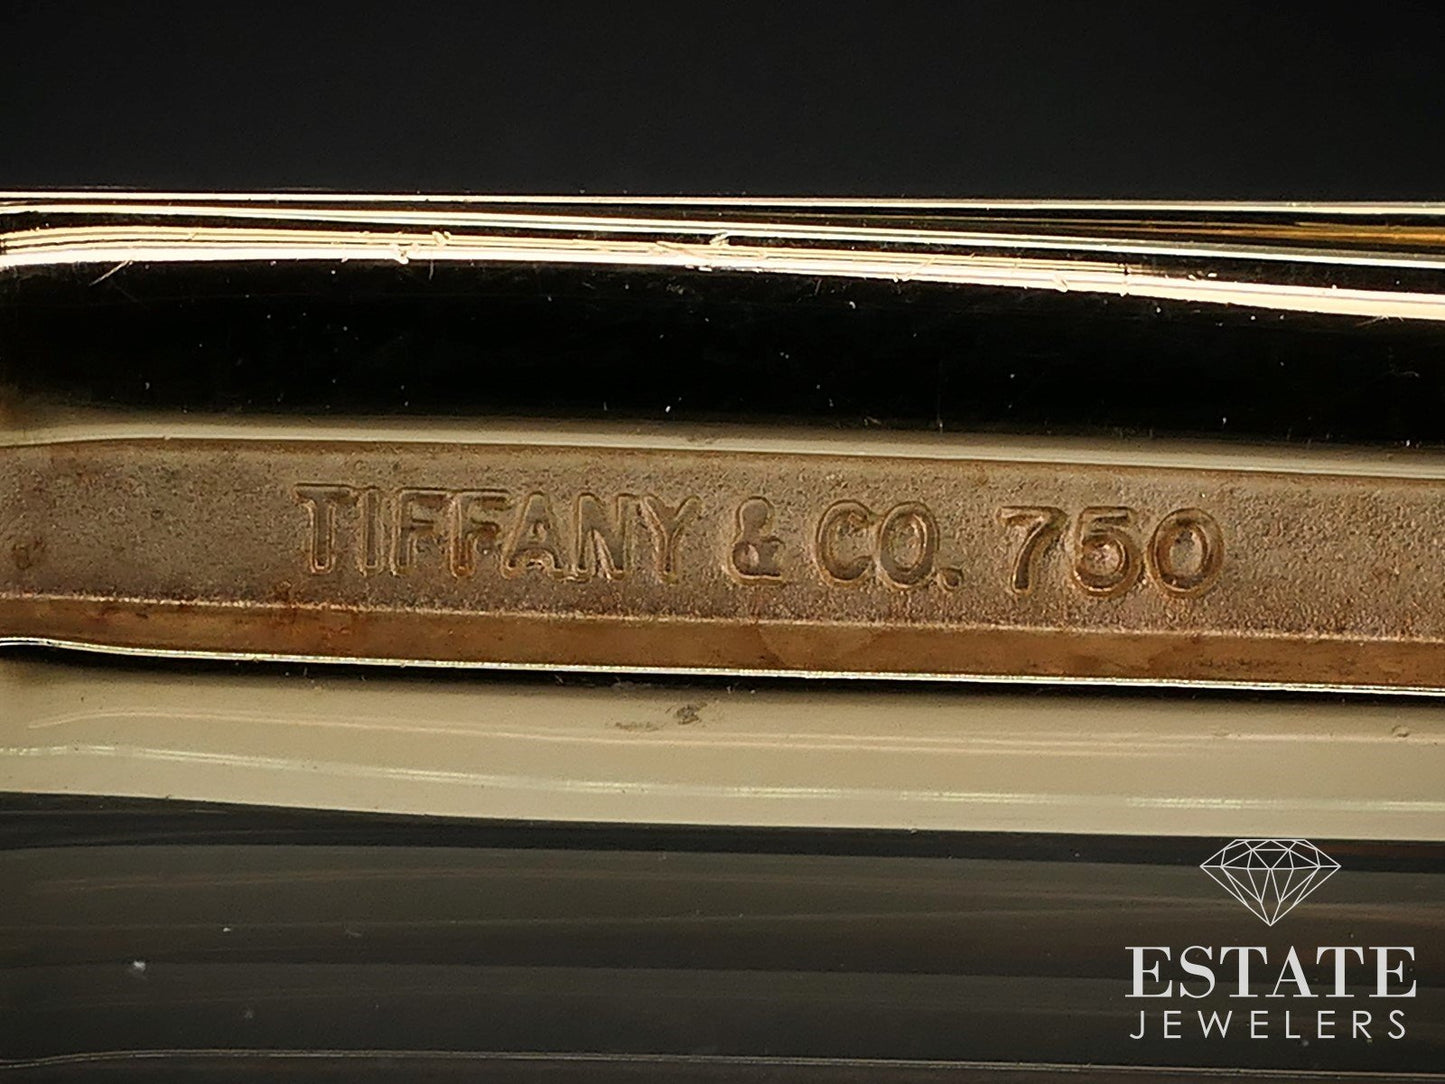 TIFFANY & CO. 750
ESTATE
JEWELERS